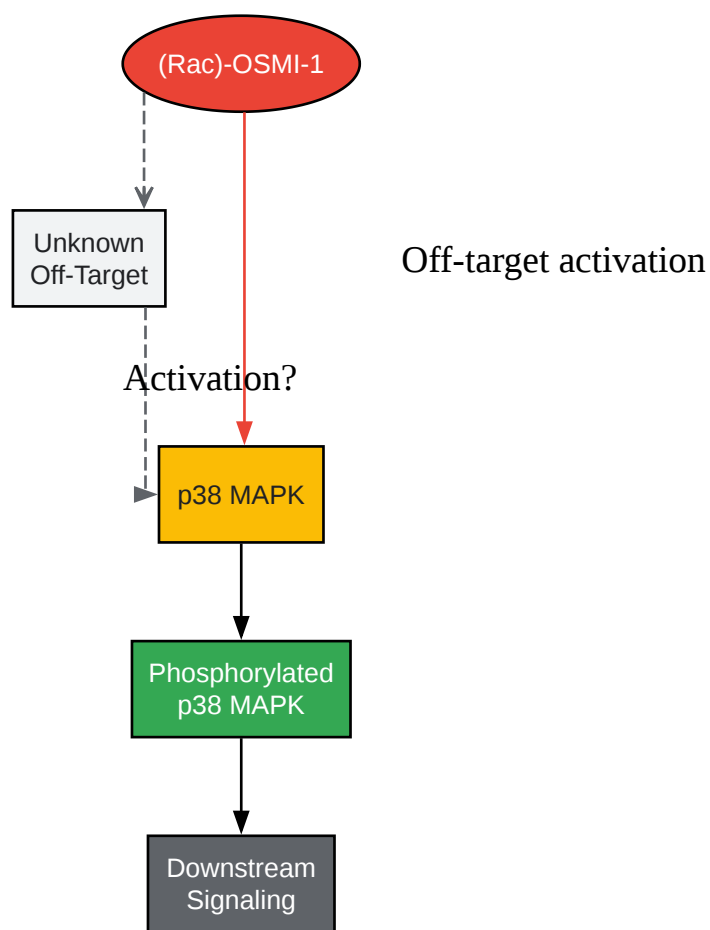 (Rac)-OSMI-1
Unknown
Off-Target
Off-target activation
Activation?
p38 MAPK
Phosphorylated
p38 MAPK
Downstream
Signaling